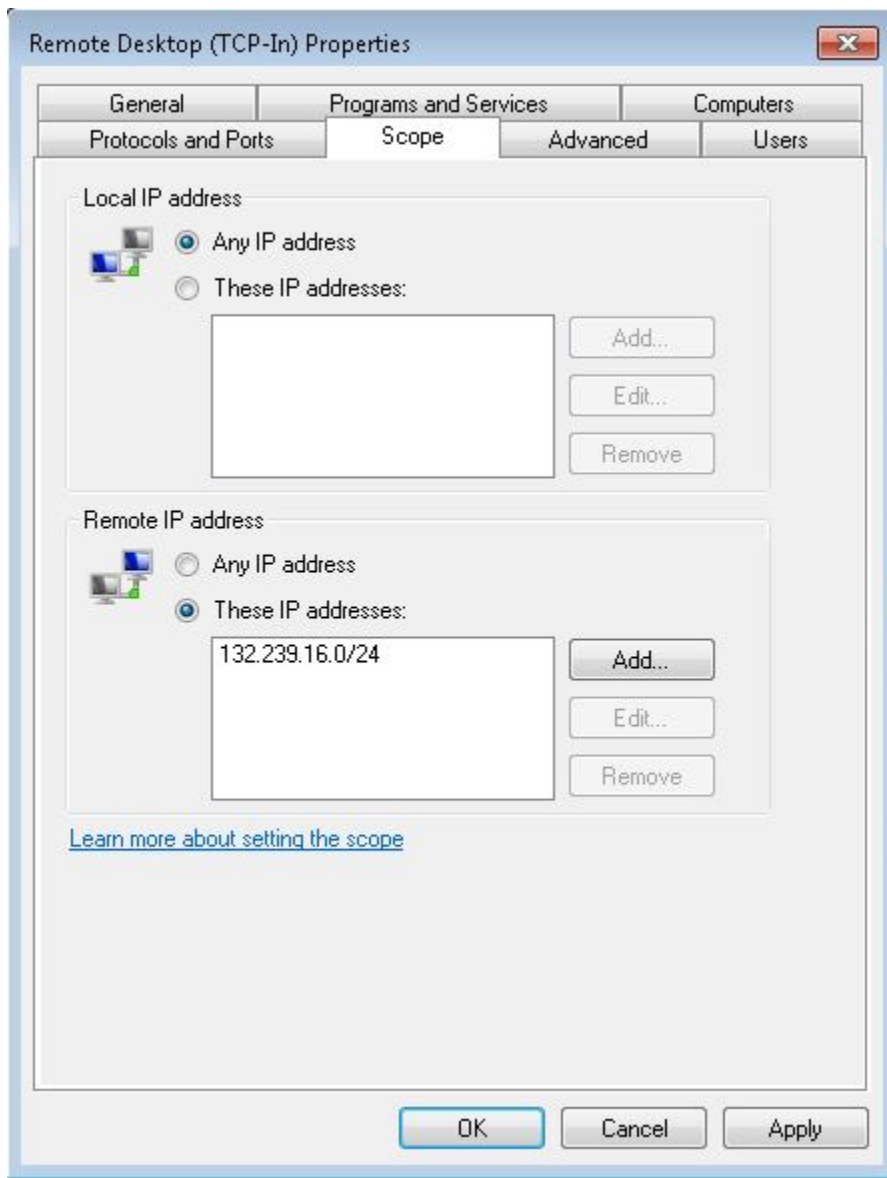 Remote Desktop (TCP-In) Properties
General
Programs and Services
Computers
Protocols and Ports
Scope
Advanced
Users
Local IP address
Any IP address
These IP addresses:
Add...
Edit...
Remove
Remote IP address
Any IP address
These IP addresses:
132.239.16.0/24
Add...
Edit...
Remove
Learn more about setting the scope
OK
Cancel
Apply